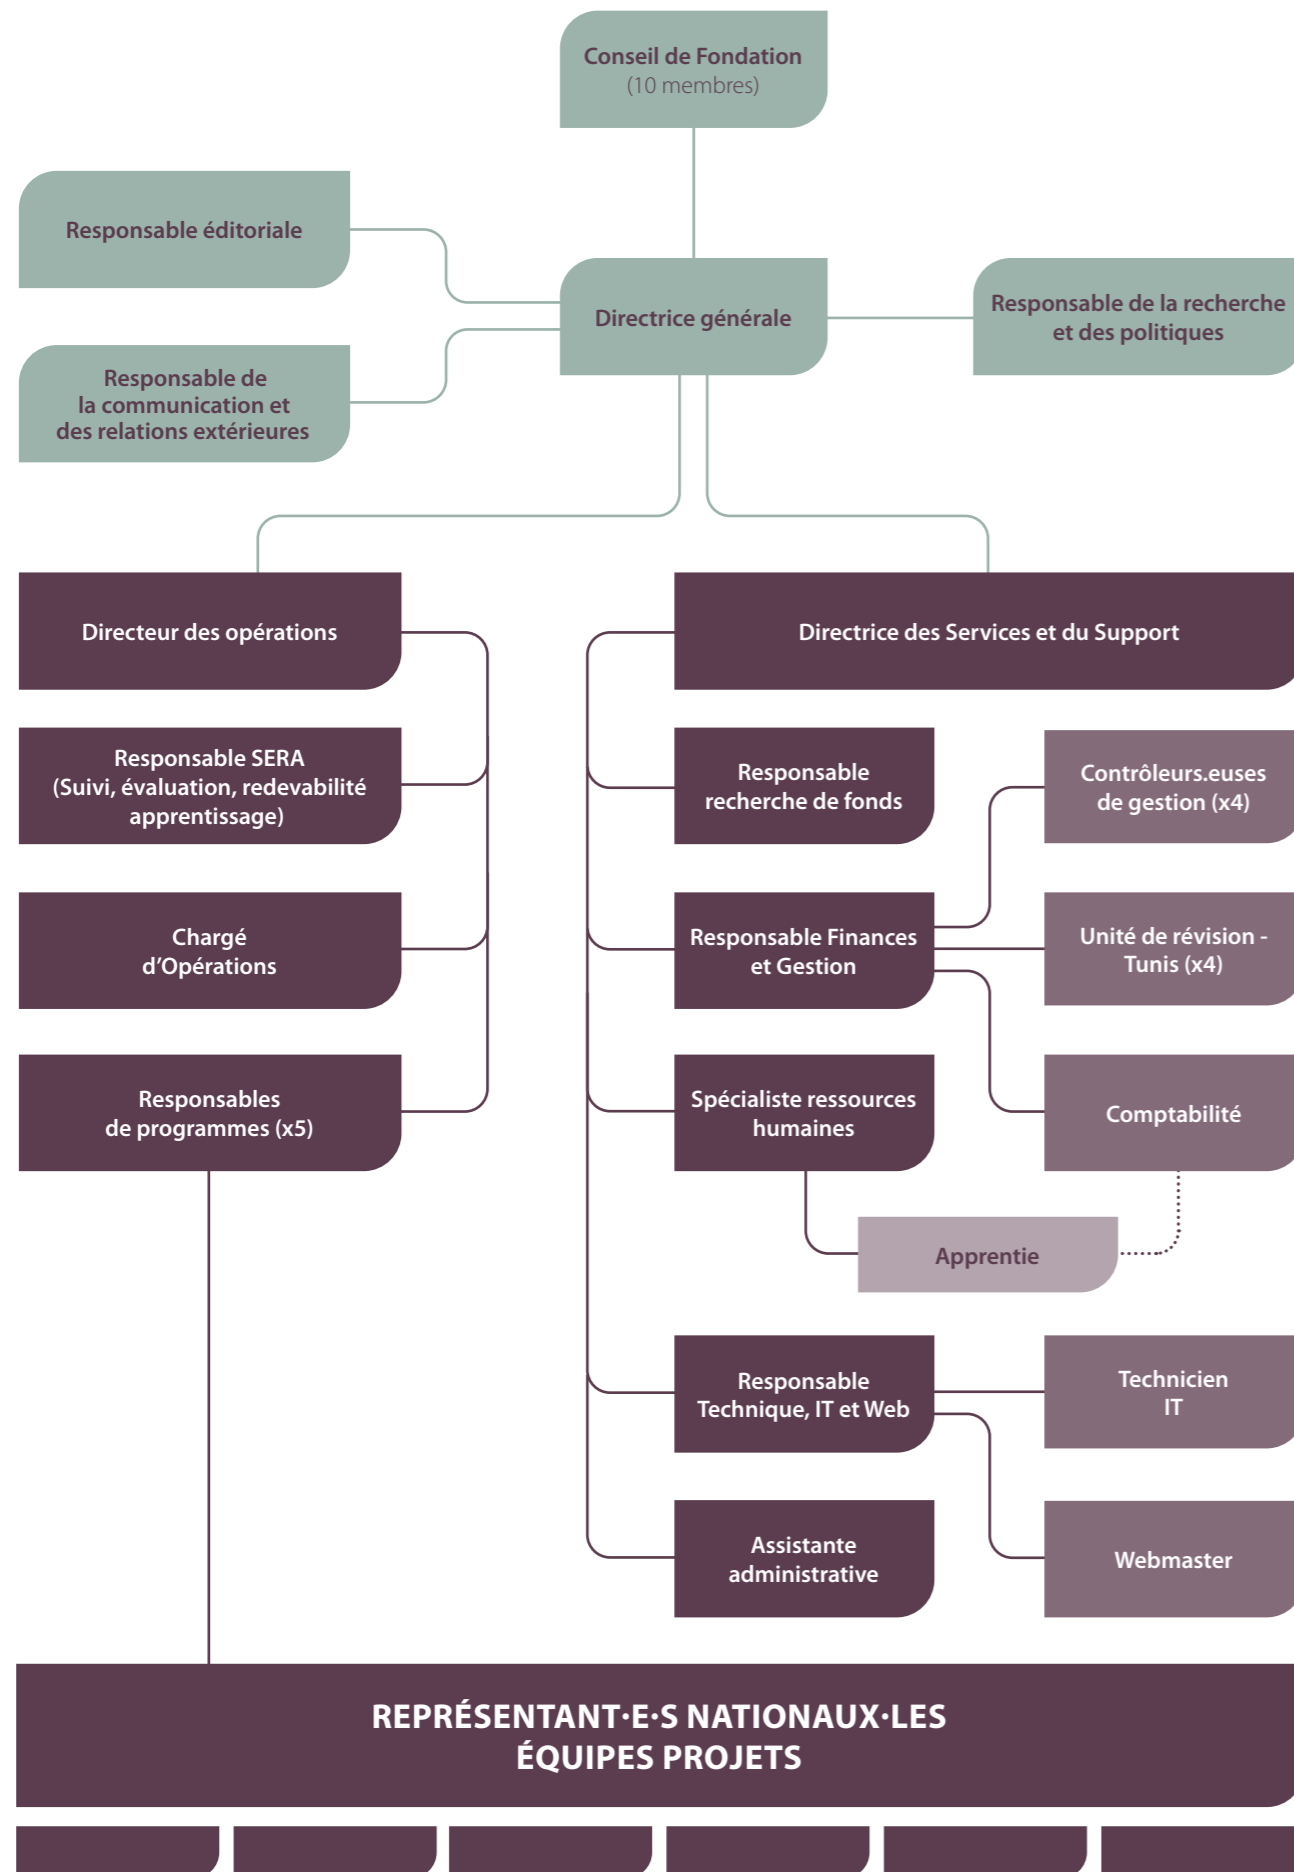 Conseil de Fondation
(10 membres)
Responsable éditoriale
Directrice générale
Responsable de la recherche
et des politiques
Responsable de
la communication et
des relations extérieures
Directeur des opérations
Directrice des Services et du Support
Responsable SERA
(Suivi, évaluation, redevabilité
apprentissage)
Responsable
recherche de fonds
Contrôleurs.euses
de gestion (x4)
Chargé
d'Opérations
Responsable Finances
et Gestion
Unité de révision -
Tunis (x4)
Responsables
de programmes (x5)
Spécialiste ressources
humaines
Comptabilité
Apprentie
Responsable
Technique, IT et Web
Technicien
IT
Assistante
administrative
Webmaster
REPRÉSENTANT·E·S NATIONAUX·LES
ÉQUIPES PROJETS